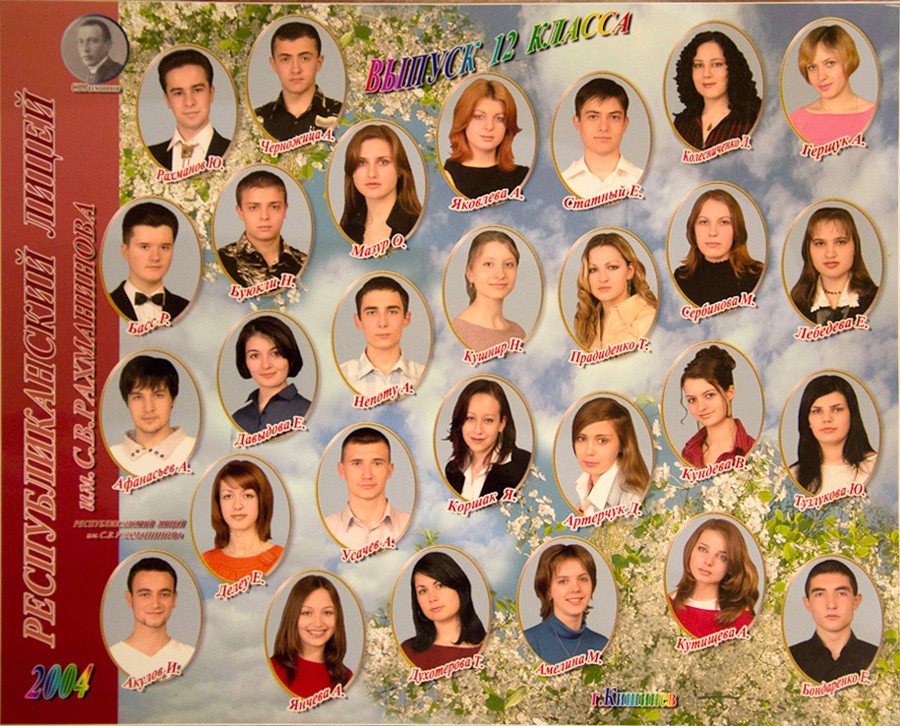 ВЫПУСК 12 КЛАССА
РЕСПУБЛИКАНСКИЙ ЛИЦЕЙ
им. С.В.РАХМАНИНОВА
Рахманов Ю.
Черножица А.
Мазур О.
Яковлева А.
Статный Е.
Колесниченко Л.
Герцук А.
Басс Р.
Буюкли Н.
Непоту А.
Кушнир Н.
Прадиденко Т.
Сербинова М.
Лебедева Е.
Афанасьев А.
Давыдова Е.
Усачев А.
Коршак Я.
Артерчук Д.
Кундева В.
Тузлукова Ю.
РЕСПУБЛИКАНСКИЙ ЛИЦЕЙ
им. С.В.РАХМАНИНОВА
Делеу Е.
Акулов И.
Янчева А.
Духотерова Т.
Амелина М.
Кутищева А.
Бондаренко Е.
2004
г.Кишинев